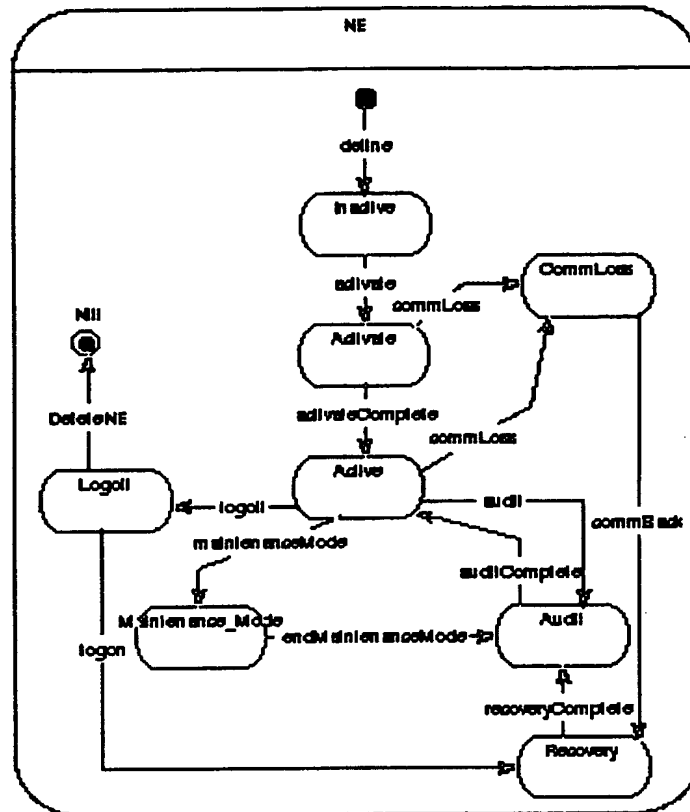 NE
define
Inactive
activate
commLoss
CommLoss
Nil
Activate
DeleteNE
activateComplete
commLoss
Logoff
Active
logoff
audit
maintenanceMode
commBack
auditComplete
Maintenance_Mode
endMaintenanceMode
Audit
logon
recoveryComplete
Recovery